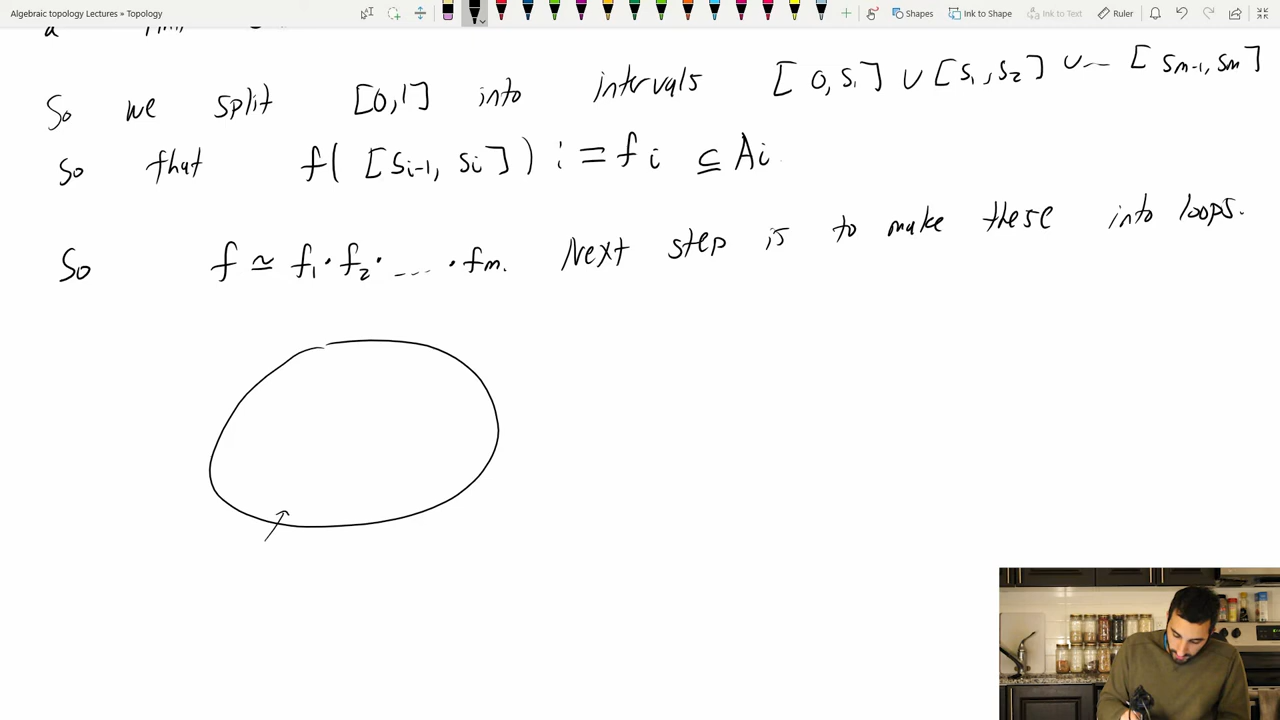 Algebraic topology Lectures » Topology
Shapes Ink to Shape Ink to Text Ruler
a
So we split [0,1] into intervals [0,s₁] ∪ [s₁,s₂] ∪ ... [sₘ₋₁,sₘ]
So that f([sᵢ₋₁, sᵢ]) := fᵢ ⊆ Aᵢ
So f ≃ f₁·f₂· .... ·fₘ. Next step is to make these into loops.